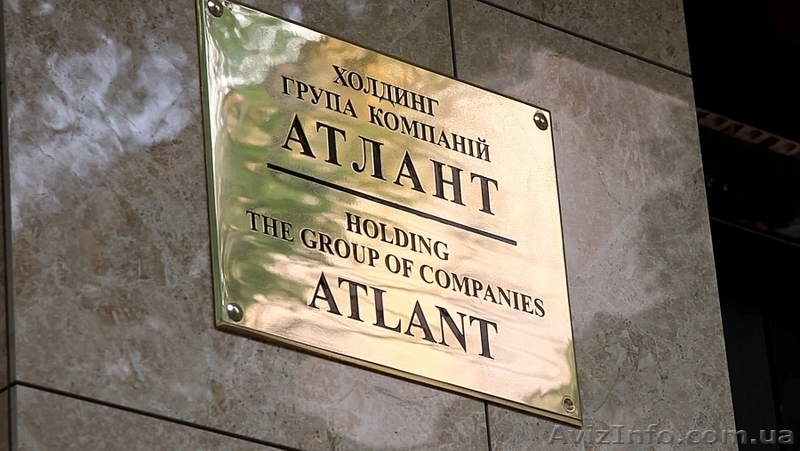 ХОЛДИНГ
ГРУПА КОМПАНІЙ
АТЛАНТ
HOLDING
THE GROUP OF COMPANIES
ATLANT
AvizInfo.com.ua